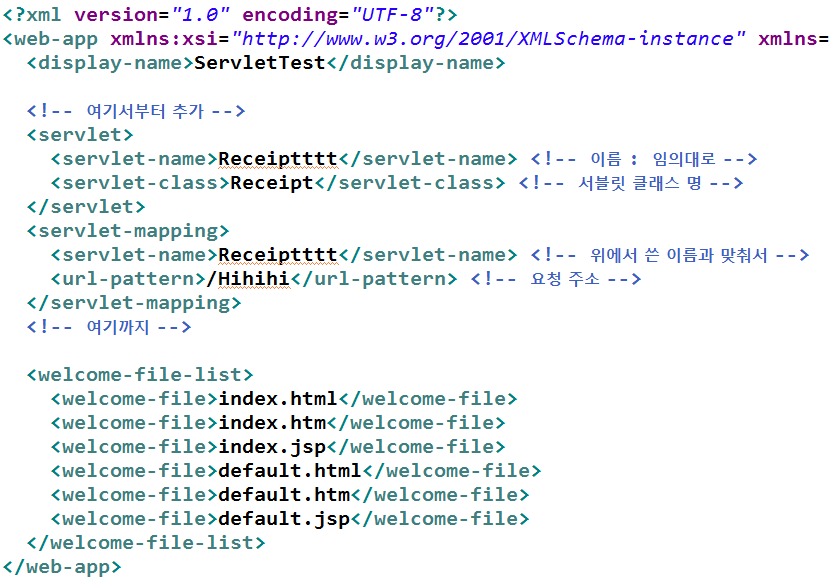 <?xml version="1.0" encoding="UTF-8"?>
<web-app xmlns:xsi="http://www.w3.org/2001/XMLSchema-instance" xmlns=
<display-name>ServletTest</display-name>
<!-- 여기서부터 추가 -->
<servlet>
<servlet-name>Receiptttt</servlet-name> <!-- 이름 : 임의대로 -->
<servlet-class>Receipt</servlet-class> <!-- 서블릿 클래스 명 -->
</servlet>
<servlet-mapping>
<servlet-name>Receiptttt</servlet-name> <!-- 위에서 쓴 이름과 맞춰서 -->
<url-pattern>/Hihihi</url-pattern> <!-- 요청 주소 -->
</servlet-mapping>
<!-- 여기까지 -->
<welcome-file-list>
<welcome-file>index.html</welcome-file>
<welcome-file>index.htm</welcome-file>
<welcome-file>index.jsp</welcome-file>
<welcome-file>default.html</welcome-file>
<welcome-file>default.htm</welcome-file>
<welcome-file>default.jsp</welcome-file>
</welcome-file-list>
</web-app>